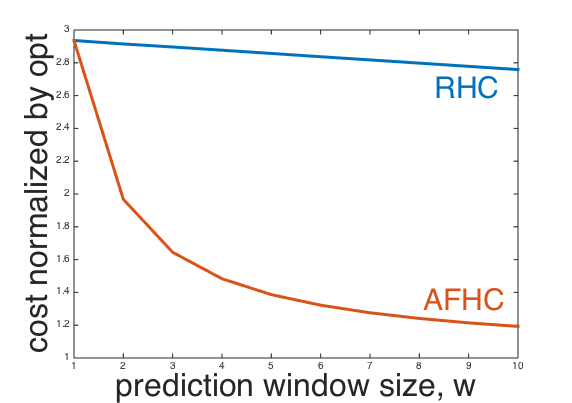 cost normalized by opt
3
2.8
2.6
2.4
2.2
2
1.8
1.6
1.4
1.2
1
RHC
AFHC
1 2 3 4 5 6 7 8 9 10
prediction window size, w